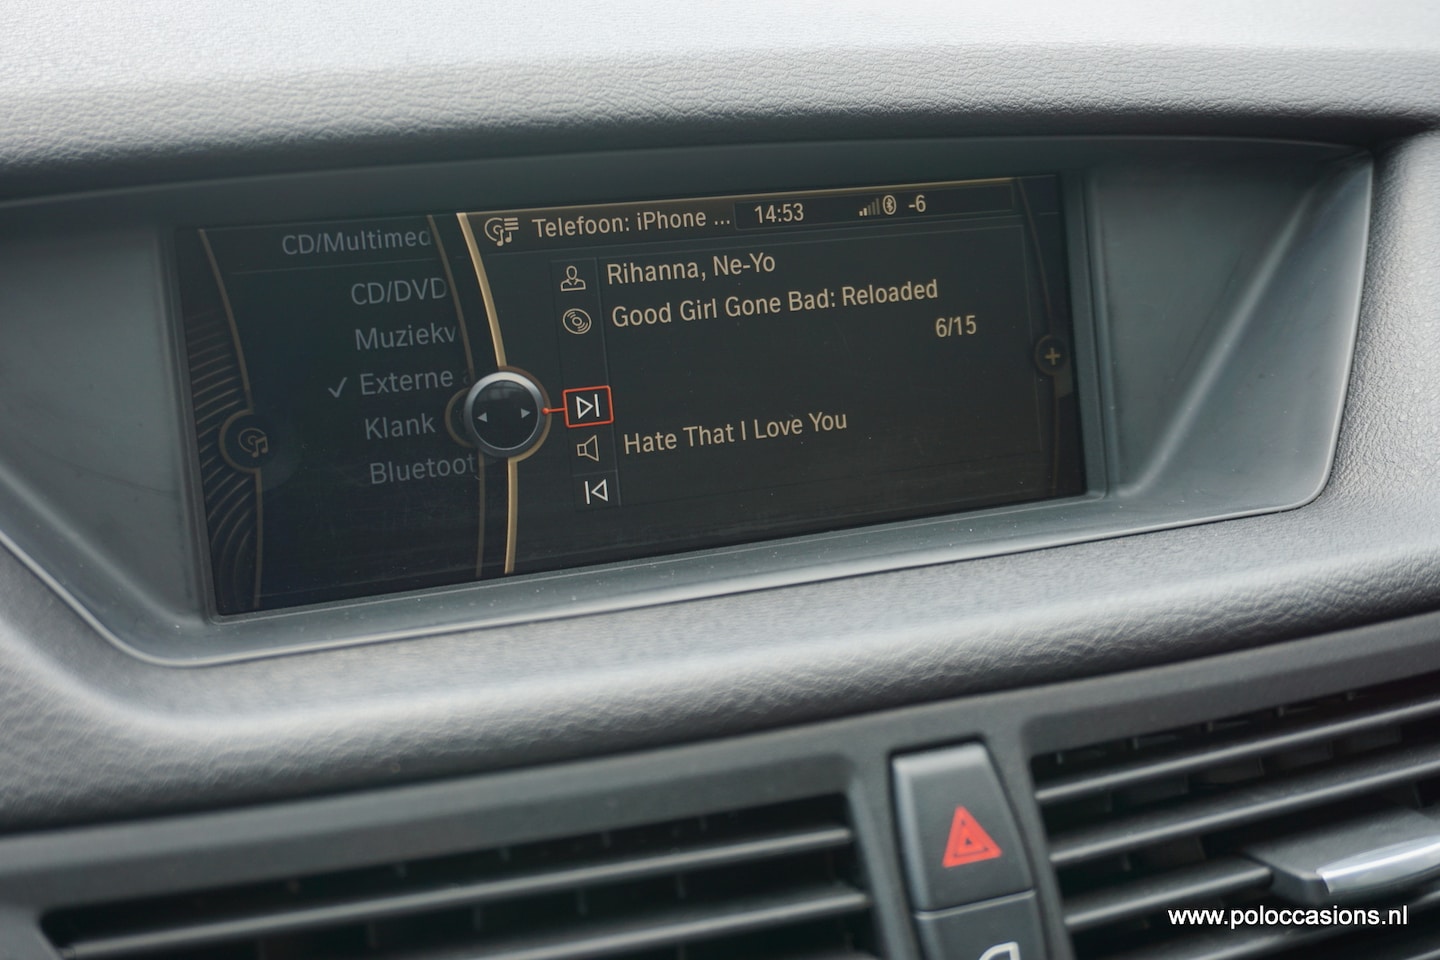 CD/Multimed
CD/DVD
Muziekv
Externe
Klank
Bluetoot
Telefoon: iPhone ...
14:53
-6
Rihanna, Ne-Yo
Good Girl Gone Bad: Reloaded
6/15
Hate That I Love You
www.poloccasions.nl